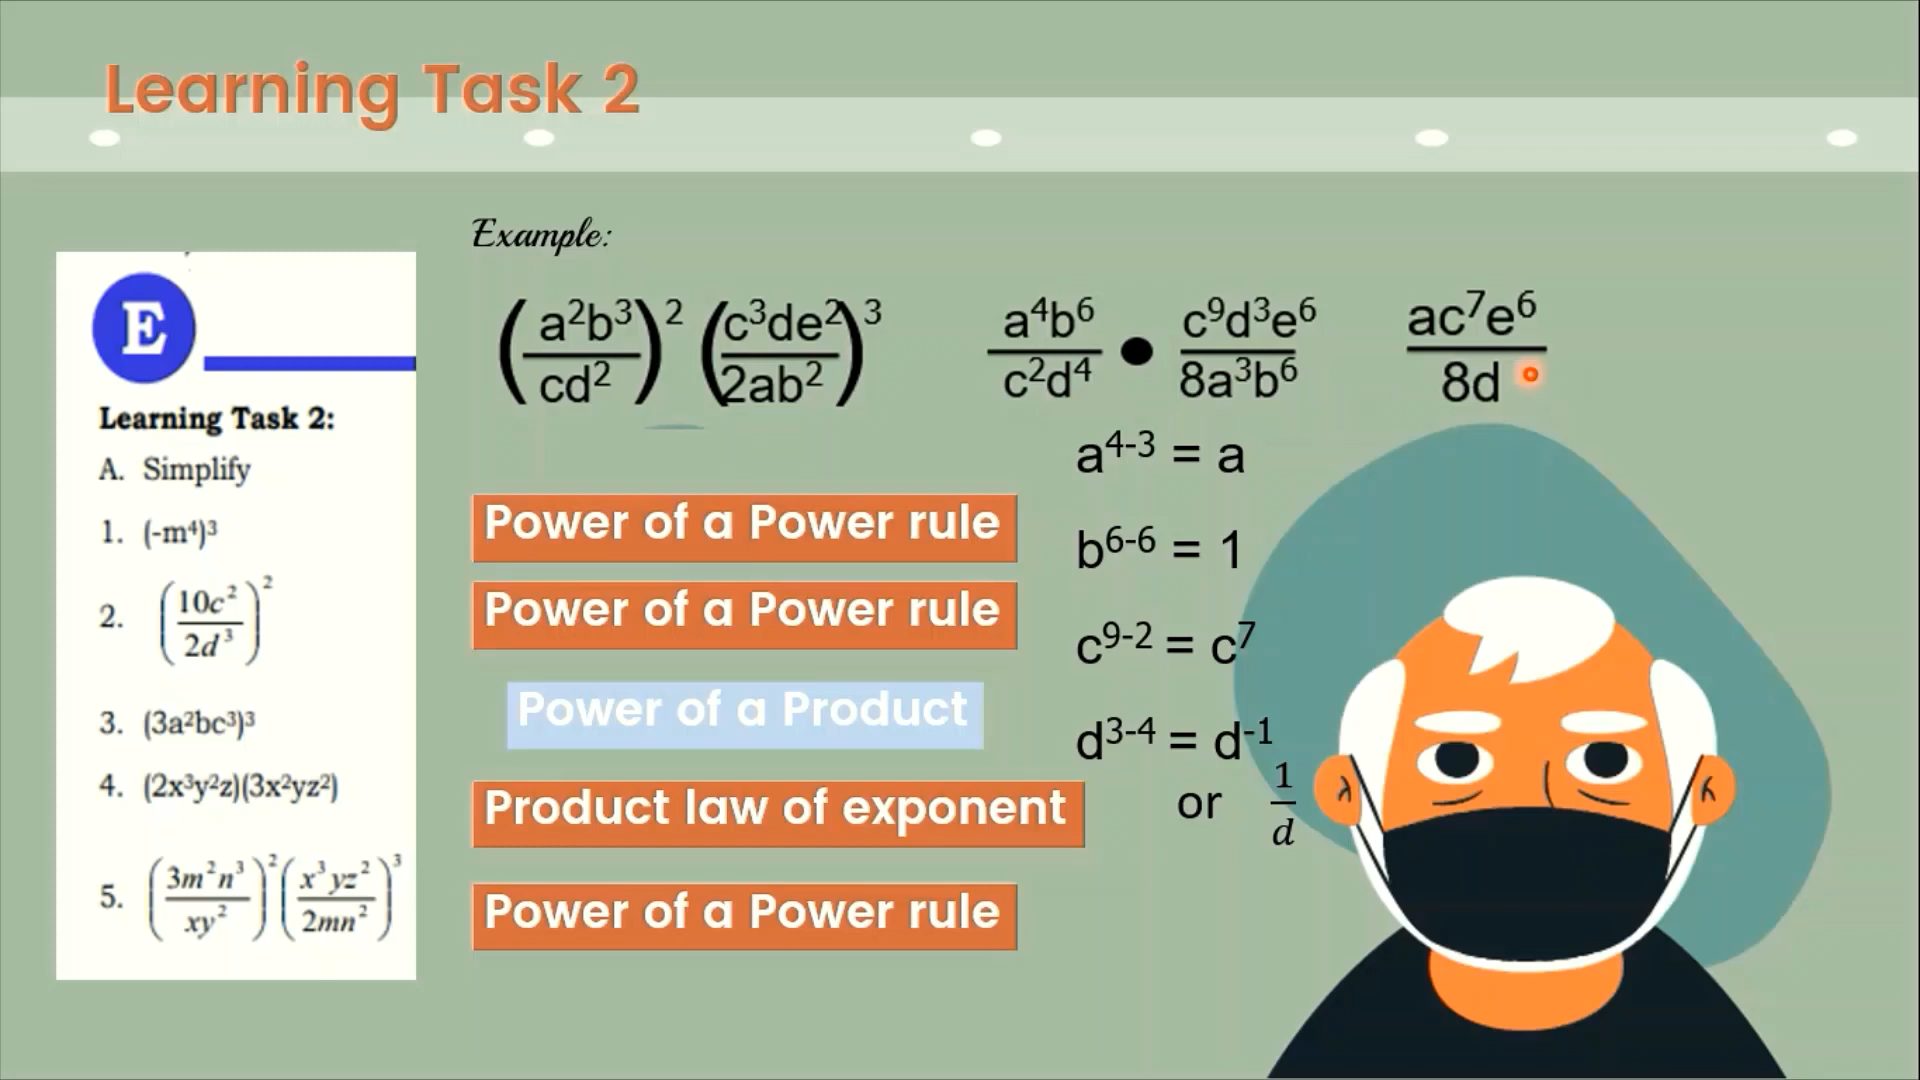 Learning Task 2
E
Learning Task 2:
A. Simplify
1. (-m⁴)³
2. (10c²/2d³)²
3. (3a²bc³)³
4. (2x³y²z)(3x²yz²)
5. (3m²n³/xy²)²(x³yz²/2mn²)³
Example:
(a²b³/cd²)² (c³de²/2ab²)³
a⁴b⁶/c²d⁴ • c⁹d³e⁶/8a³b⁶
ac⁷e⁶/8d
Power of a Power rule
Power of a Power rule
Power of a Product
Product law of exponent
Power of a Power rule
a⁴⁻³ = a
b⁶⁻⁶ = 1
c⁹⁻² = c⁷
d³⁻⁴ = d⁻¹
or 1/d